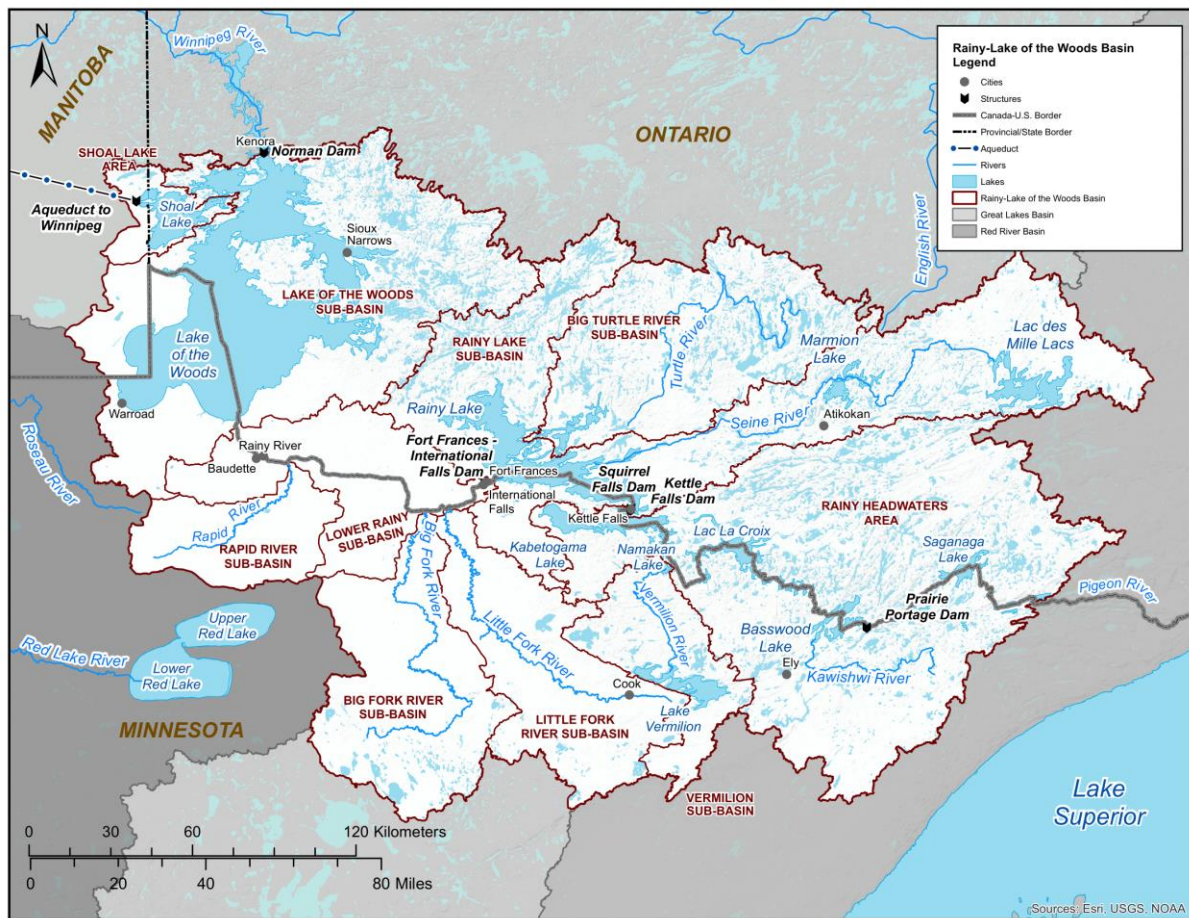 N
Winnipeg River
MANITOBA
ONTARIO
Rainy-Lake of the Woods Basin
Legend
Cities
Structures
Canada-U.S. Border
Provincial/State Border
Aqueduct
Rivers
Lakes
Rainy-Lake of the Woods Basin
Great Lakes Basin
Red River Basin
Kenora
Norman Dam
SHOAL LAKE
AREA
Aqueduct to
Winnipeg
Shoal
Lake
Sioux
Narrows
English River
LAKE OF THE WOODS
SUB-BASIN
BIG TURTLE RIVER
SUB-BASIN
RAINY LAKE
SUB-BASIN
Turtle River
Marmion
Lake
Lac des
Mille Lacs
Lake
of the
Woods
Warroad
Rainy Lake
Seine River
Atikokan
Roseau River
Rainy River
Baudette
Fort Frances -
International
Falls Dam
Fort Frances
International
Falls
Squirrel
Falls Dam
Kettle
Falls Dam
Kettle Falls
RAINY HEADWATERS
AREA
Rapid River
RAPID RIVER
SUB-BASIN
LOWER RAINY
SUB-BASIN
Big Fork River
Kabetogama
Lake
Namakan
Lake
Lac La Croix
Saganaga
Lake
Pigeon River
Prairie
Portage Dam
Vermilion River
Little Fork River
Basswood
Lake
Ely
Kawishwi River
Upper
Red Lake
Lower
Red Lake
Red Lake River
Cook
Lake
Vermilion
BIG FORK RIVER
SUB-BASIN
LITTLE FORK
RIVER SUB-BASIN
VERMILION
SUB-BASIN
MINNESOTA
Lake
Superior
0 30 60 120 Kilometers
0 20 40 80 Miles
Sources: Esri, USGS, NOAA